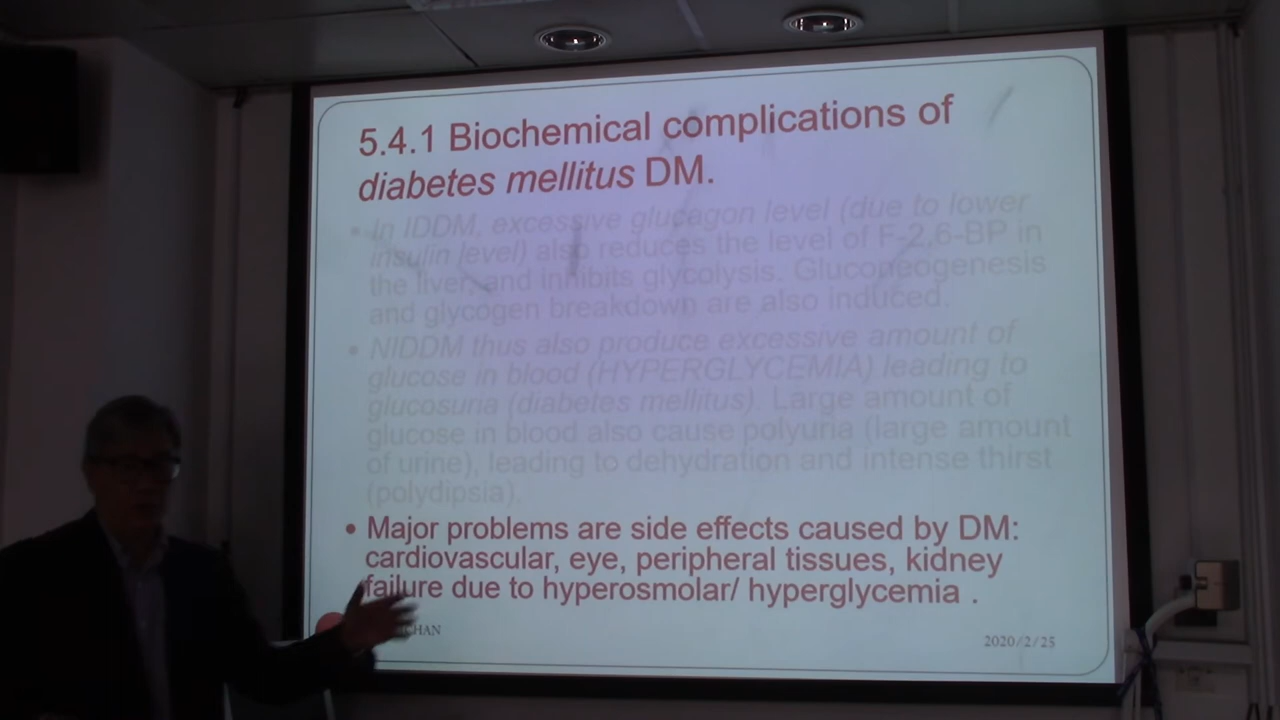 5.4.1 Biochemical complications of
diabetes mellitus DM.
• In IDDM, excessive glucagon level (due to lower
insulin level) also reduces the level of F-2,6-BP in
the liver, and inhibits glycolysis. Gluconeogenesis
and glycogen breakdown are also induced.
• NIDDM thus also produce excessive amount of
glucose in blood (HYPERGLYCEMIA) leading to
glucosuria (diabetes mellitus). Large amount of
glucose in blood also cause polyuria (large amount
of urine), leading to dehydration and intense thirst
(polydipsia).
• Major problems are side effects caused by DM:
cardiovascular, eye, peripheral tissues, kidney
failure due to hyperosmolar/ hyperglycemia .
CHAN
2020/2/25